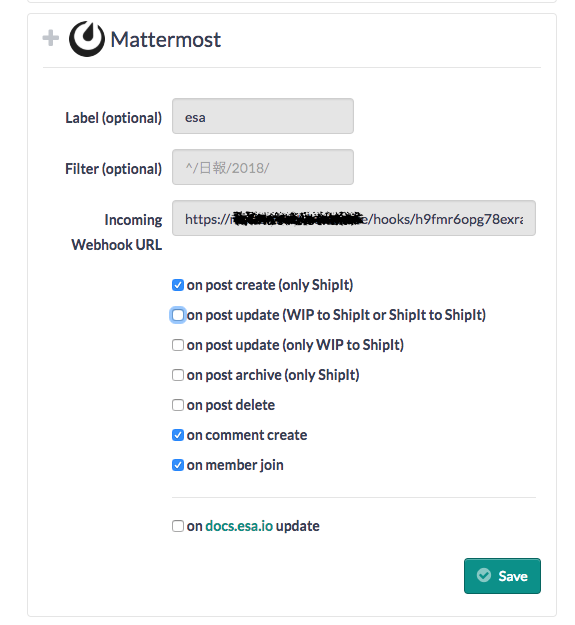 Mattermost
Label (optional) esa
Filter (optional) ^/日報/2018/
Incoming Webhook URL https:// e/hooks/h9fmr6opg78exra
on post create (only ShipIt)
on post update (WIP to ShipIt or ShipIt to ShipIt)
on post update (only WIP to ShipIt)
on post archive (only ShipIt)
on post delete
on comment create
on member join
on docs.esa.io update
Save